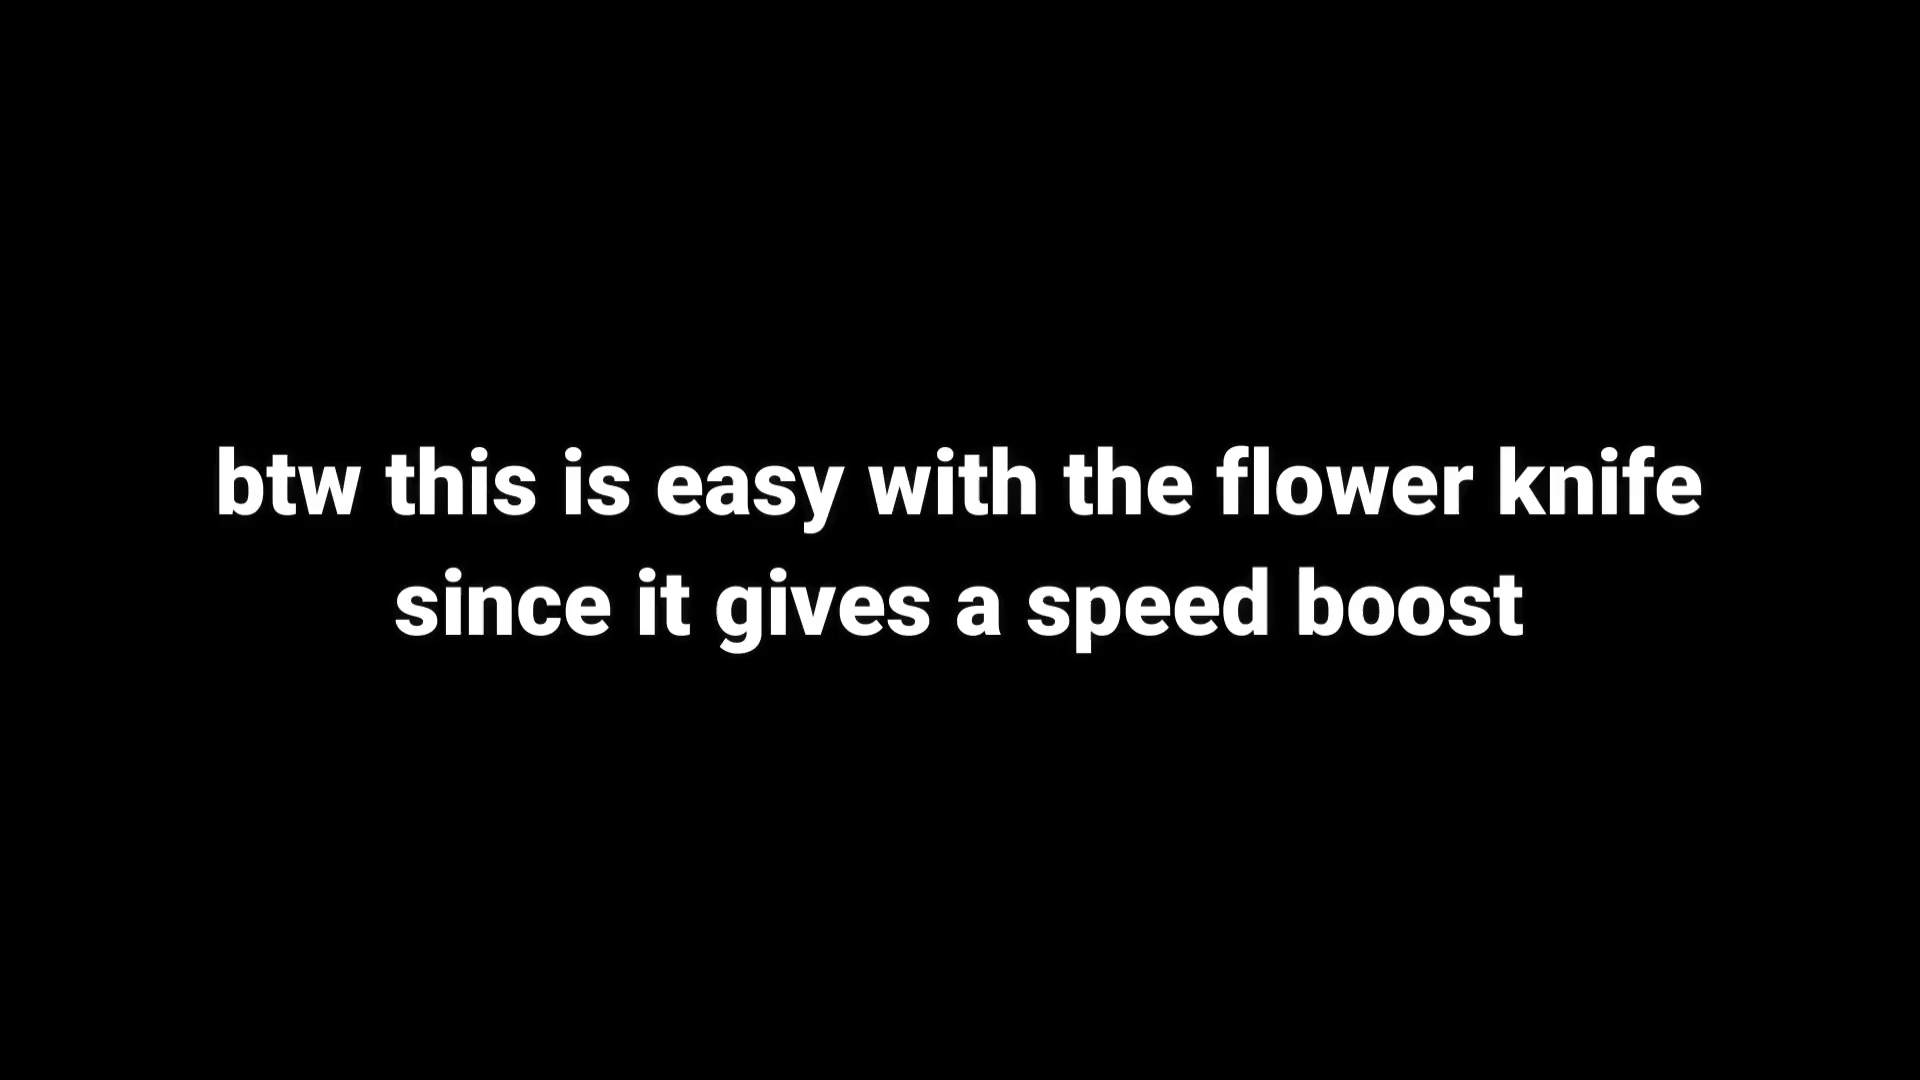 btw this is easy with the flower knife
since it gives a speed boost